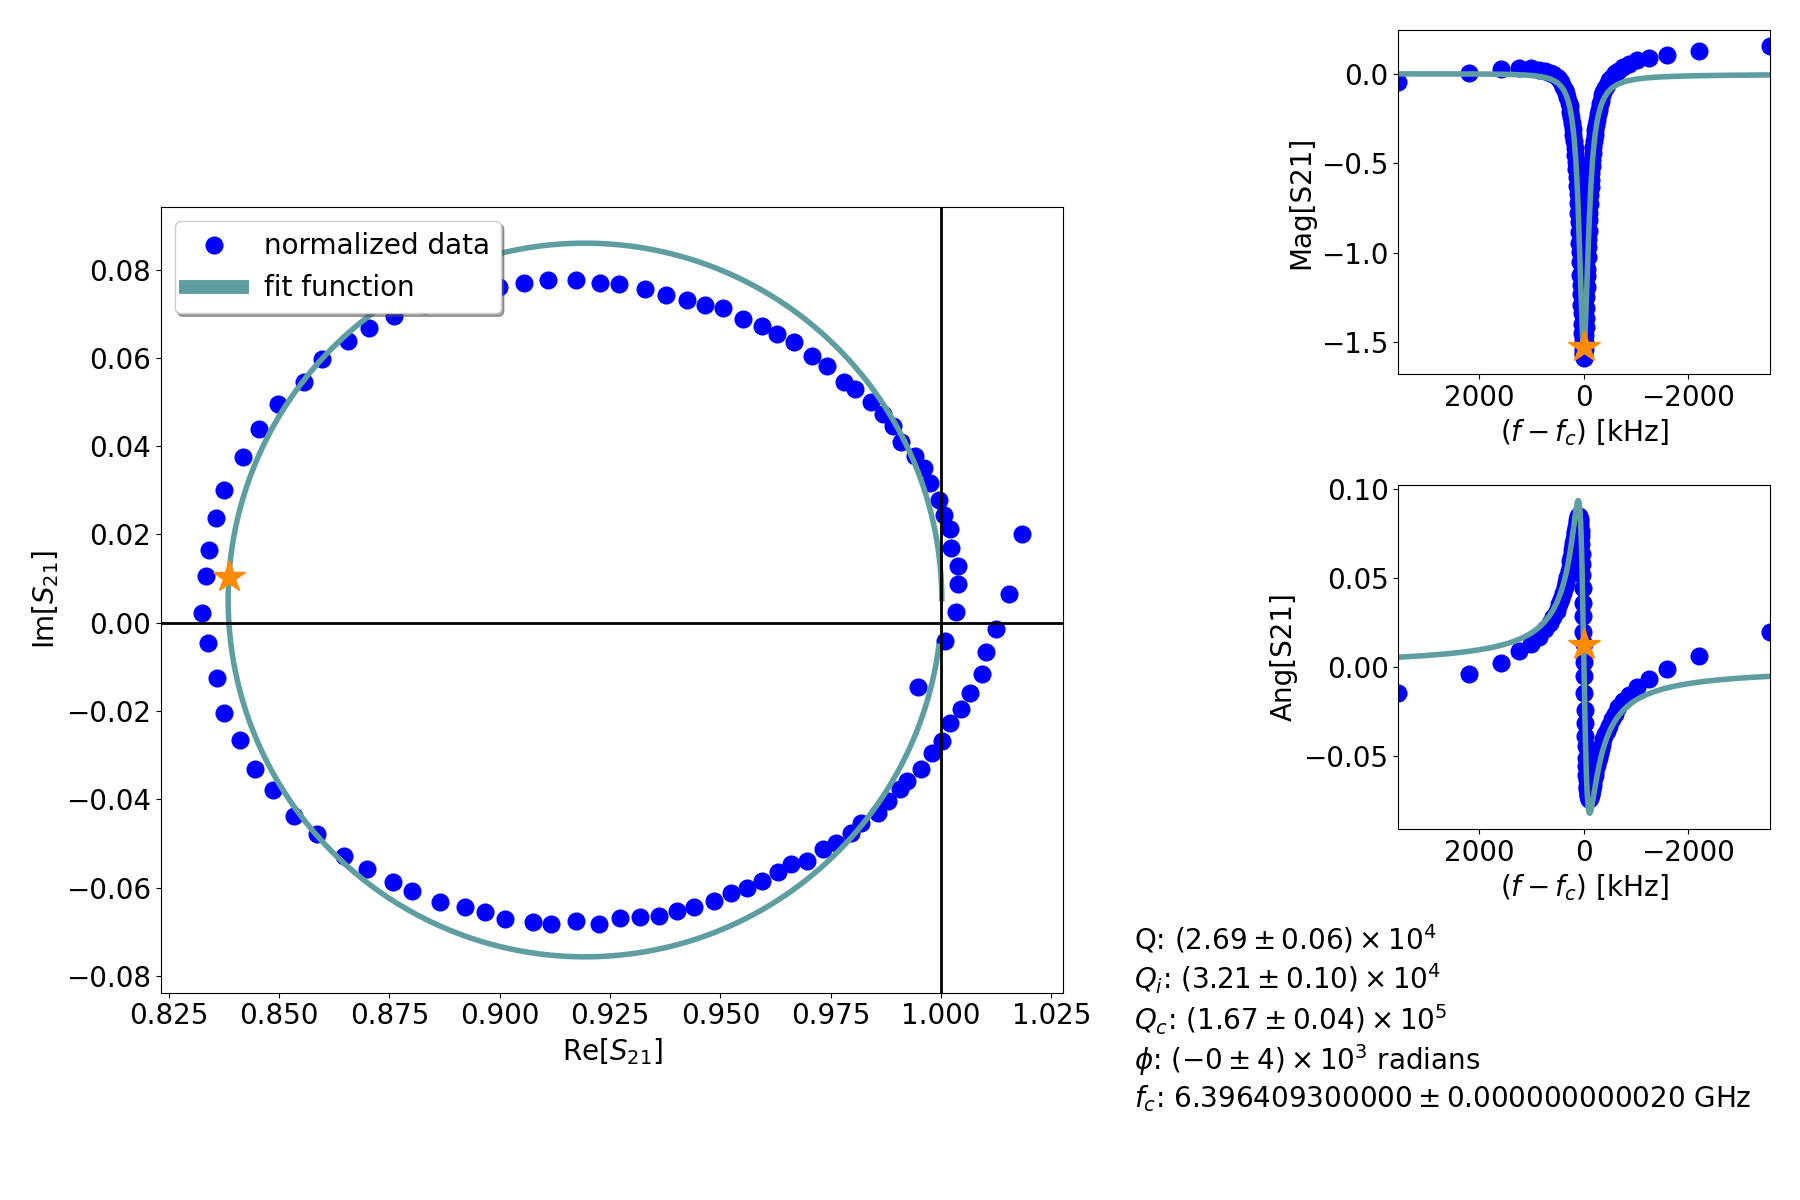 normalized data
fit function
0.08
0.06
0.04
0.02
0.00
−0.02
−0.04
−0.06
−0.08
Im[S21]
0.825 0.850 0.875 0.900 0.925 0.950 0.975 1.000 1.025
Re[S21]
0.0
−0.5
−1.0
−1.5
Mag[S21]
2000 0 −2000
(f − fc) [kHz]
0.10
0.05
0.00
−0.05
Ang[S21]
2000 0 −2000
(f − fc) [kHz]
Q: (2.69 ± 0.06) × 10^4
Qi: (3.21 ± 0.10) × 10^4
Qc: (1.67 ± 0.04) × 10^5
ϕ: (−0 ± 4) × 10^3 radians
fc: 6.396409300000 ± 0.000000000020 GHz